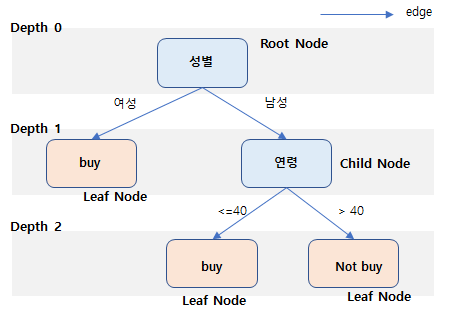 edge
Depth 0
Root Node
성별
여성
남성
Depth 1
buy
연령
Child Node
Leaf Node
<=40
> 40
Depth 2
buy
Not buy
Leaf Node
Leaf Node